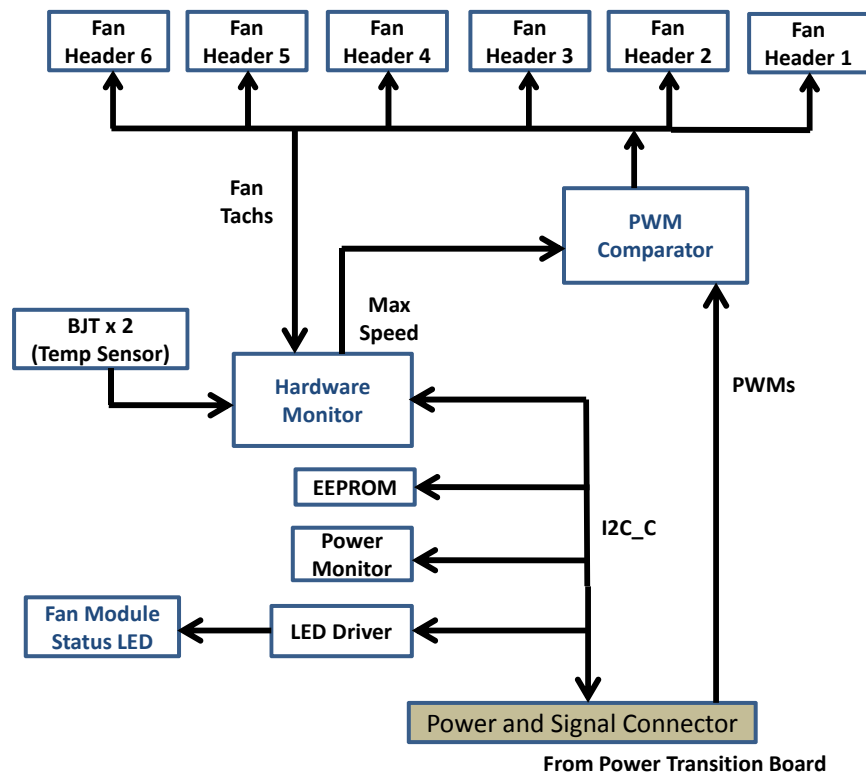 Fan
Header 6
Fan
Header 5
Fan
Header 4
Fan
Header 3
Fan
Header 2
Fan
Header 1
Fan
Tachs
PWM
Comparator
Max
Speed
BJT x 2
(Temp Sensor)
Hardware
Monitor
PWMs
EEPROM
I2C_C
Power
Monitor
Fan Module
Status LED
LED Driver
Power and Signal Connector
From Power Transition Board